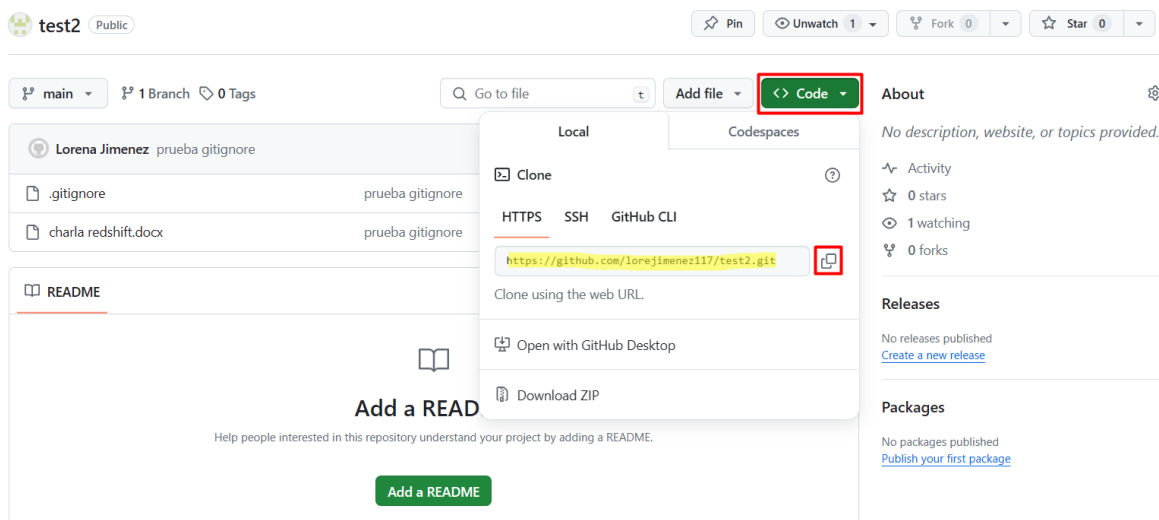 test2 Public
Pin
Unwatch 1
Fork 0
Star 0
main
1 Branch
0 Tags
Go to file t
Add file
<> Code
Lorena Jimenez prueba gitignore
.gitignore prueba gitignore
charla redshift.docx prueba gitignore
README
Add a READ
Help people interested in this repository understand your project by adding a README.
Add a README
Local
Codespaces
Clone
HTTPS SSH GitHub CLI
https://github.com/lorejimenez117/test2.git
Clone using the web URL.
Open with GitHub Desktop
Download ZIP
About
No description, website, or topics provided.
Activity
0 stars
1 watching
0 forks
Releases
No releases published
Create a new release
Packages
No packages published
Publish your first package